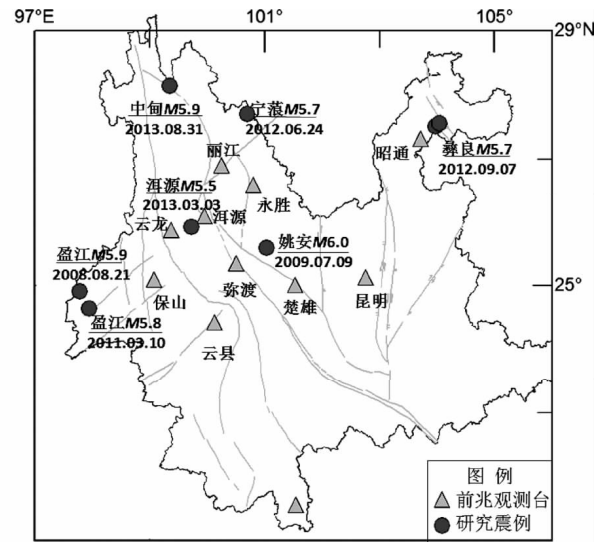 97°E
101°
105°
29°N
中甸M5.9
2013.08.31
宁蒗M5.7
2012.06.24
丽江
昭通
彝良M5.7
2012.09.07
洱源M5.5
2013.03.03
洱源
永胜
云龙
姚安M6.0
2009.07.09
盈江M5.9
2008.08.21
25°
保山
弥渡
楚雄
昆明
盈江M5.8
2011.03.10
云县
图 例
前兆观测台
研究震例